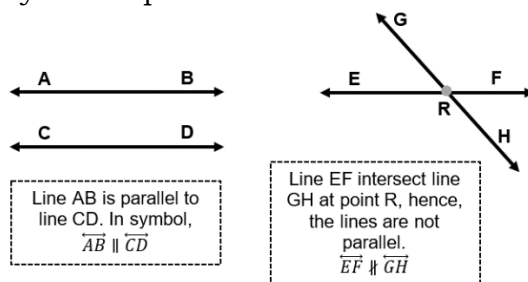 G
A B
E F
R
C D
H
Line AB is parallel to
line CD. In symbol,
AB ∥ CD
Line EF intersect line
GH at point R, hence,
the lines are not
parallel.
EF ∦ GH